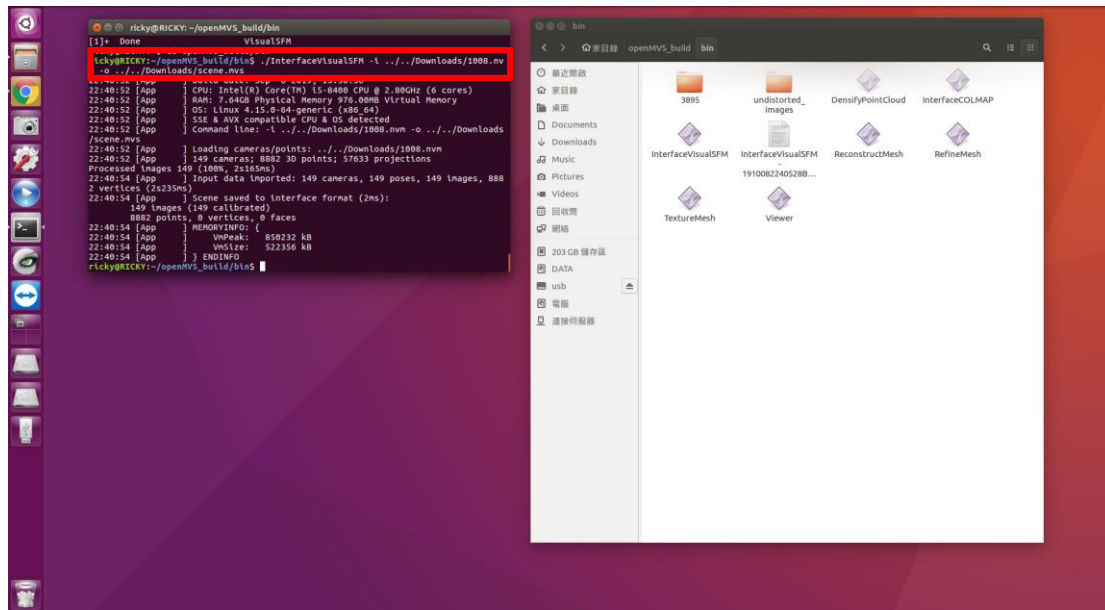 ricky@RICKY: ~/openMVS_build/bin
[1]+ Done VisualSFM
ricky@RICKY:~/openMVS_build/bin$ ./InterfaceVisualSFM -i ../../Downloads/1008.nv
-o ../../Downloads/scene.mvs
22:40:52 [App ] CPU: Intel(R) Core(TM) i5-8400 CPU @ 2.80GHz (6 cores)
22:40:52 [App ] RAM: 7.64GB Physical Memory 976.00MB Virtual Memory
22:40:52 [App ] OS: Linux 4.15.0-64-generic (x86_64)
22:40:52 [App ] SSE & AVX compatible CPU & OS detected
22:40:52 [App ] Command line: -i ../../Downloads/1008.nvm -o ../../Downloads
/scene.mvs
22:40:52 [App ] Loading cameras/points: ../../Downloads/1008.nvm
22:40:52 [App ] 149 cameras; 8882 3D points; 57633 projections
Processed images 149 (100%, 2s165ms)
22:40:54 [App ] Input data imported: 149 cameras, 149 poses, 149 images, 888
2 vertices (2s235ms)
22:40:54 [App ] Scene saved to interface format (2ms):
149 images (149 calibrated)
8882 points, 0 vertices, 0 faces
22:40:54 [App ] MEMORYINFO: {
22:40:54 [App ] VmPeak: 850232 kB
22:40:54 [App ] VmSize: 522356 kB
22:40:54 [App ] } ENDINFO
ricky@RICKY:~/openMVS_build/bin$
bin
家目錄 openMVS_build bin
最近開啟
家目錄
桌面
Documents
Downloads
Music
Pictures
Videos
回收筒
網絡
203 GB 儲存區
DATA
usb
電腦
連接伺服器
3895
undistorted_
images
DensifyPointCloud
InterfaceCOLMAP
InterfaceVisualSFM
InterfaceVisualSFM
-
1910082240528B...
ReconstructMesh
RefineMesh
TextureMesh
Viewer